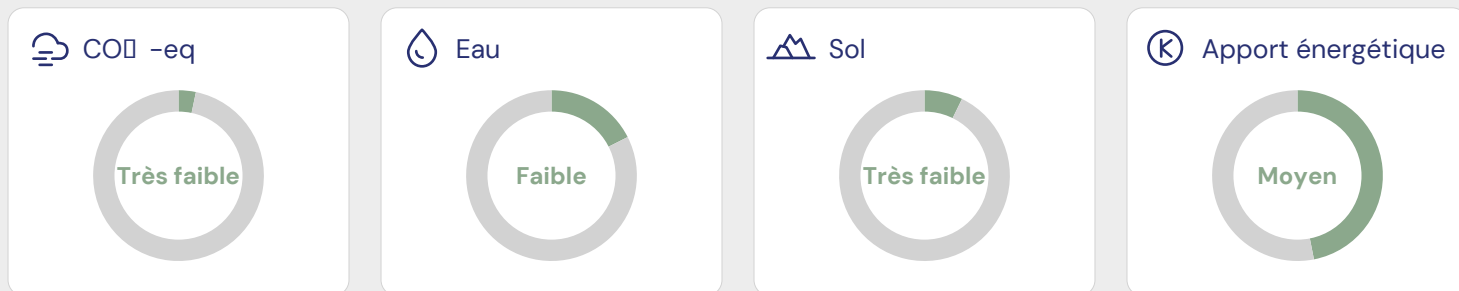 CO▯ -eq
Eau
Sol
Apport énergétique
Très faible
Faible
Très faible
Moyen